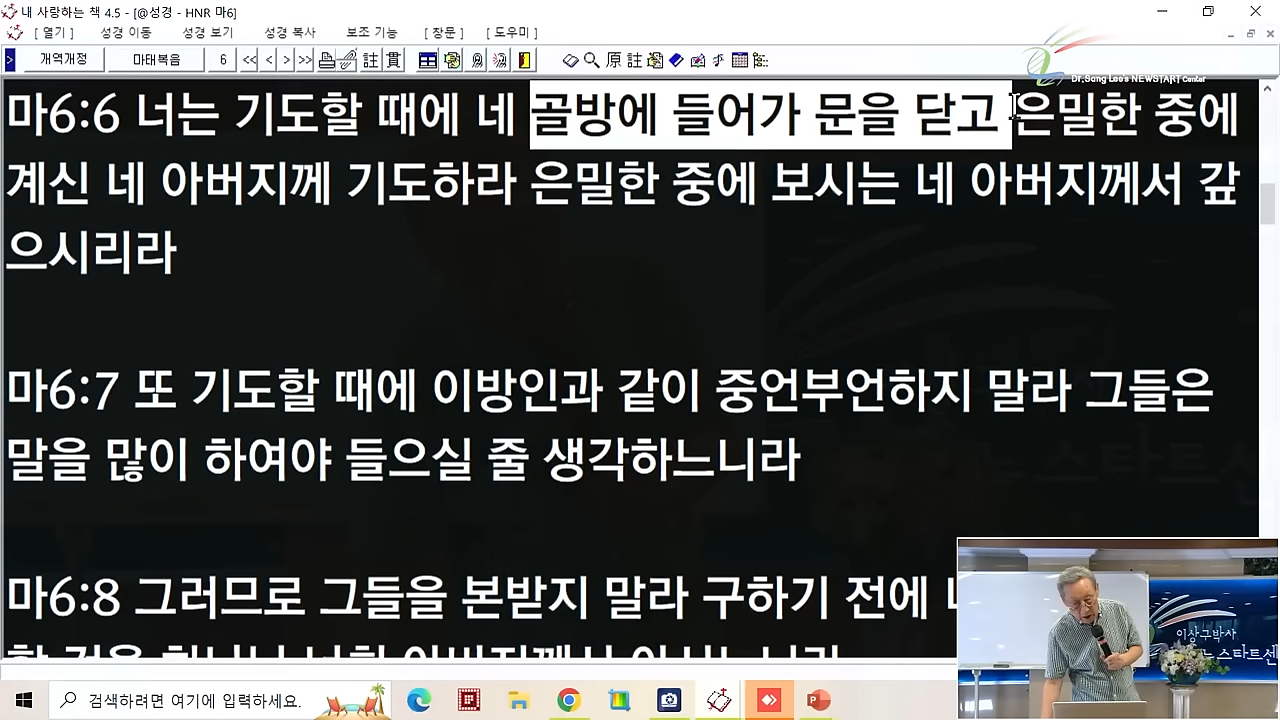 내 사랑하는 책 4.5 - [@성경 - HNR 마6]
[ 열기 ] 성경 이동 성경 보기 성경 복사 보조 기능 [ 창문 ] [ 도우미 ]
개역개정 마태복음 6 << < > >> 註 貫 原 註
Dr.Sang Lee's NEWSTART Center
마6:6 너는 기도할 때에 네 골방에 들어가 문을 닫고 은밀한 중에
계신 네 아버지께 기도하라 은밀한 중에 보시는 네 아버지께서 갚
으시리라
마6:7 또 기도할 때에 이방인과 같이 중언부언하지 말라 그들은
말을 많이 하여야 들으실 줄 생각하느니라
마6:8 그러므로 그들을 본받지 말라 구하기 전에
이상구박사
스타트센
검색하려면 여기에 입력하세요.